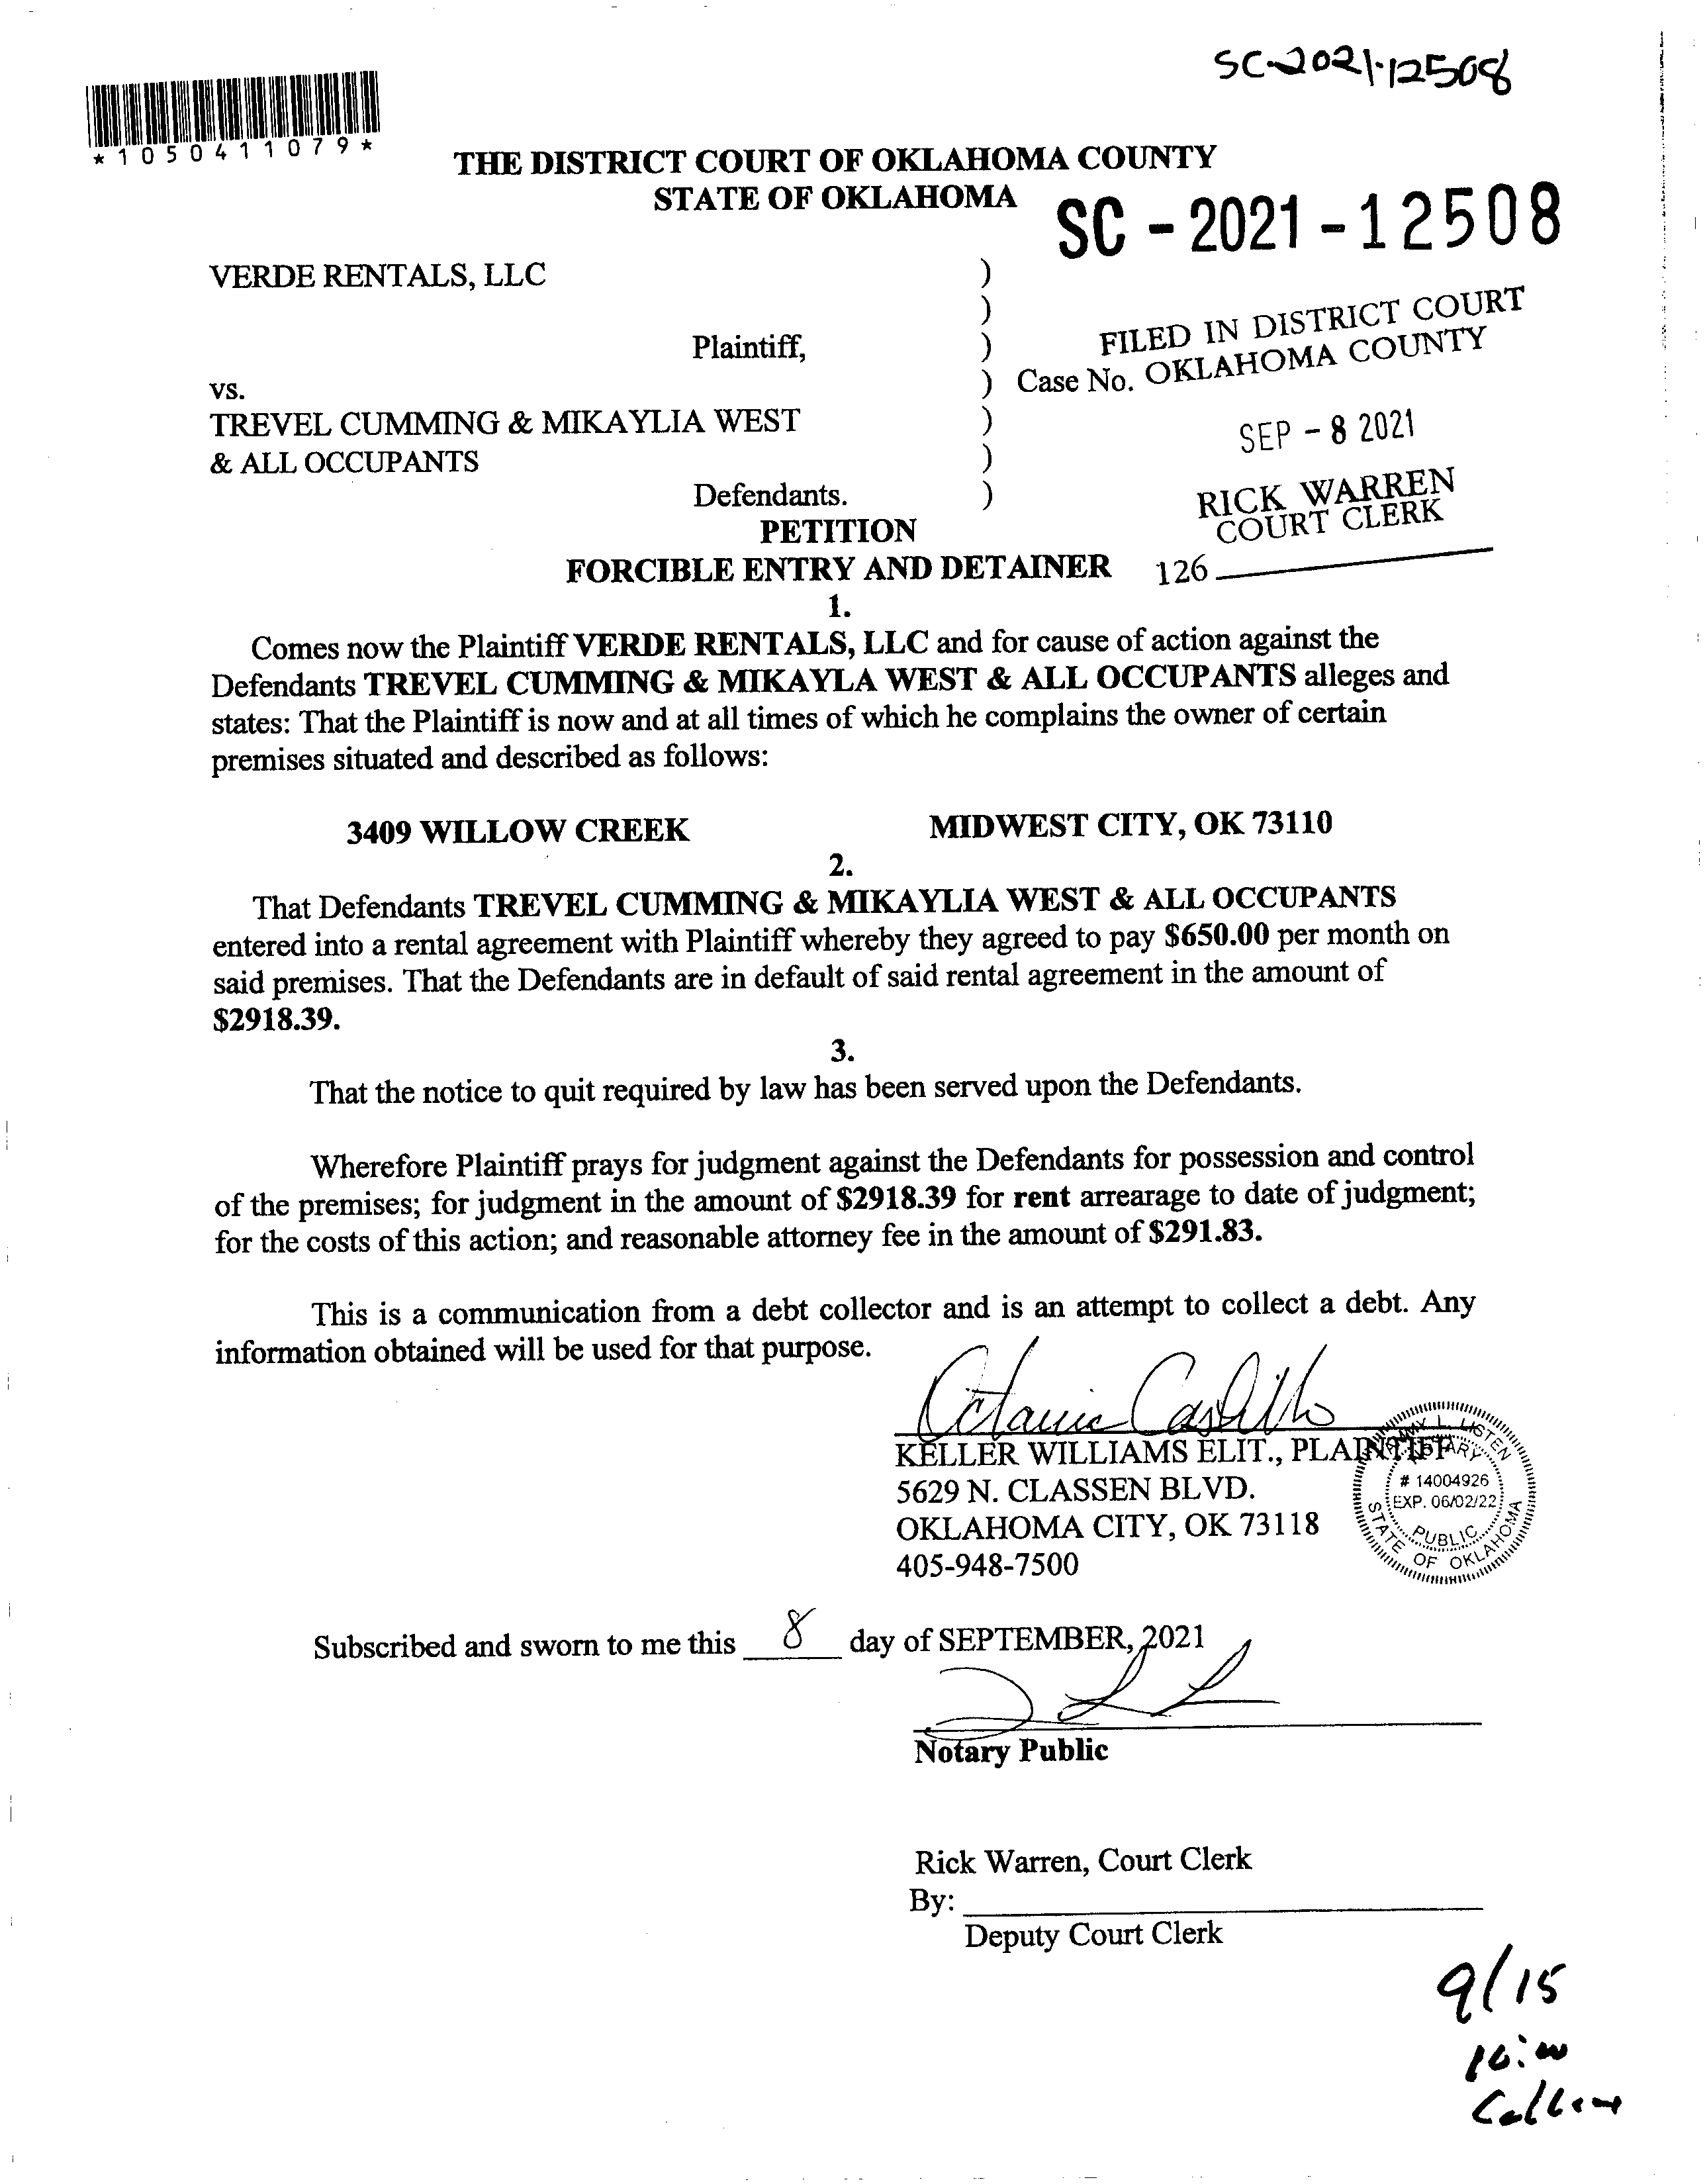 SC-2021-12508
*1050411079*
THE DISTRICT COURT OF OKLAHOMA COUNTY
STATE OF OKLAHOMA
SC - 2021 - 12508
VERDE RENTALS, LLC )
)
Plaintiff, )
FILED IN DISTRICT COURT
OKLAHOMA COUNTY
vs. ) Case No.
TREVEL CUMMING & MIKAYLIA WEST )
SEP - 8 2021
& ALL OCCUPANTS )
Defendants. )
RICK WARREN
COURT CLERK
PETITION
FORCIBLE ENTRY AND DETAINER
126
1.
Comes now the Plaintiff VERDE RENTALS, LLC and for cause of action against the
Defendants TREVEL CUMMING & MIKAYLA WEST & ALL OCCUPANTS alleges and
states: That the Plaintiff is now and at all times of which he complains the owner of certain
premises situated and described as follows:
3409 WILLOW CREEK MIDWEST CITY, OK 73110
2.
That Defendants TREVEL CUMMING & MIKAYLIA WEST & ALL OCCUPANTS
entered into a rental agreement with Plaintiff whereby they agreed to pay $650.00 per month on
said premises. That the Defendants are in default of said rental agreement in the amount of
$2918.39.
3.
That the notice to quit required by law has been served upon the Defendants.
Wherefore Plaintiff prays for judgment against the Defendants for possession and control
of the premises; for judgment in the amount of $2918.39 for rent arrearage to date of judgment;
for the costs of this action; and reasonable attorney fee in the amount of $291.83.
This is a communication from a debt collector and is an attempt to collect a debt. Any
information obtained will be used for that purpose.
Octavia Castillo
KELLER WILLIAMS ELIT., PLAINTIFF
5629 N. CLASSEN BLVD.
OKLAHOMA CITY, OK 73118
405-948-7500
L. LISTEN
NOTARY
# 14004926
EXP. 06/02/22
PUBLIC
STATE OF OKLAHOMA
Subscribed and sworn to me this 8 day of SEPTEMBER, 2021
Notary Public
Rick Warren, Court Clerk
By:
Deputy Court Clerk
9/15